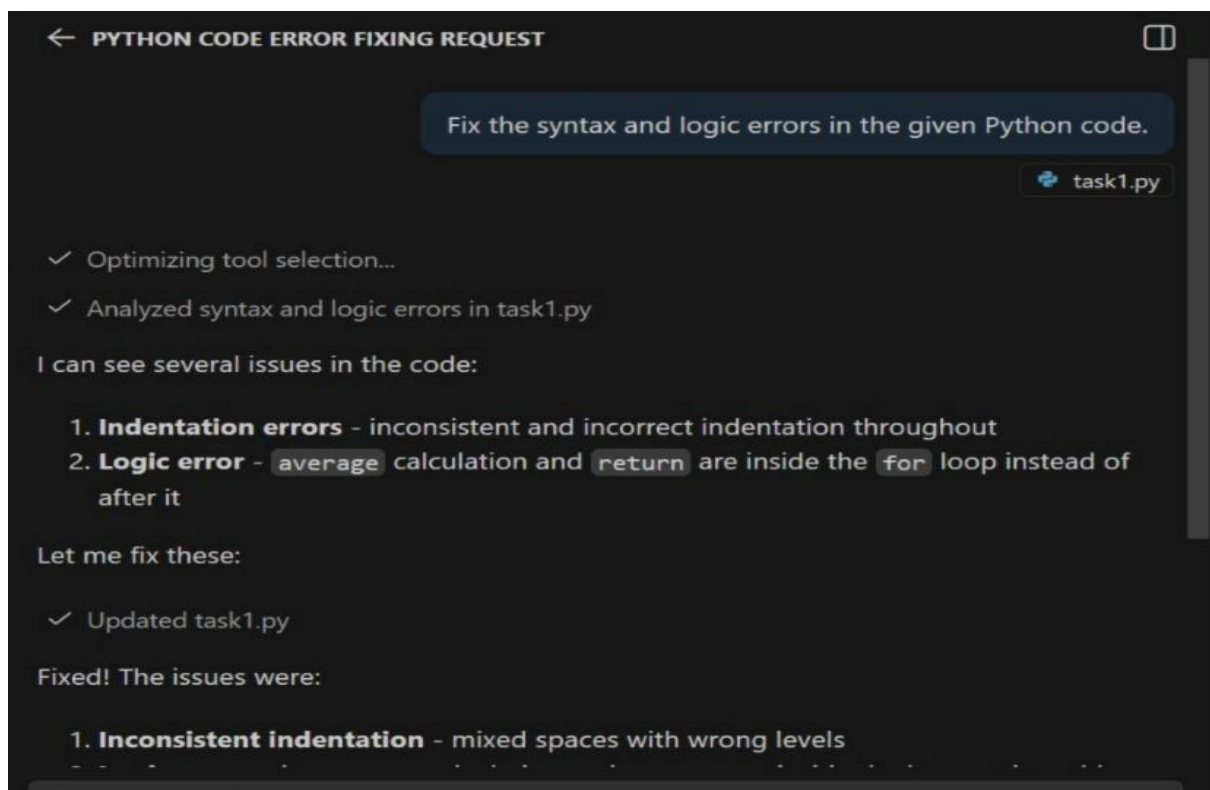 ← PYTHON CODE ERROR FIXING REQUEST
Fix the syntax and logic errors in the given Python code.
task1.py
✓ Optimizing tool selection...
✓ Analyzed syntax and logic errors in task1.py
I can see several issues in the code:
1. Indentation errors - inconsistent and incorrect indentation throughout
2. Logic error - average calculation and return are inside the for loop instead of
after it
Let me fix these:
✓ Updated task1.py
Fixed! The issues were:
1. Inconsistent indentation - mixed spaces with wrong levels